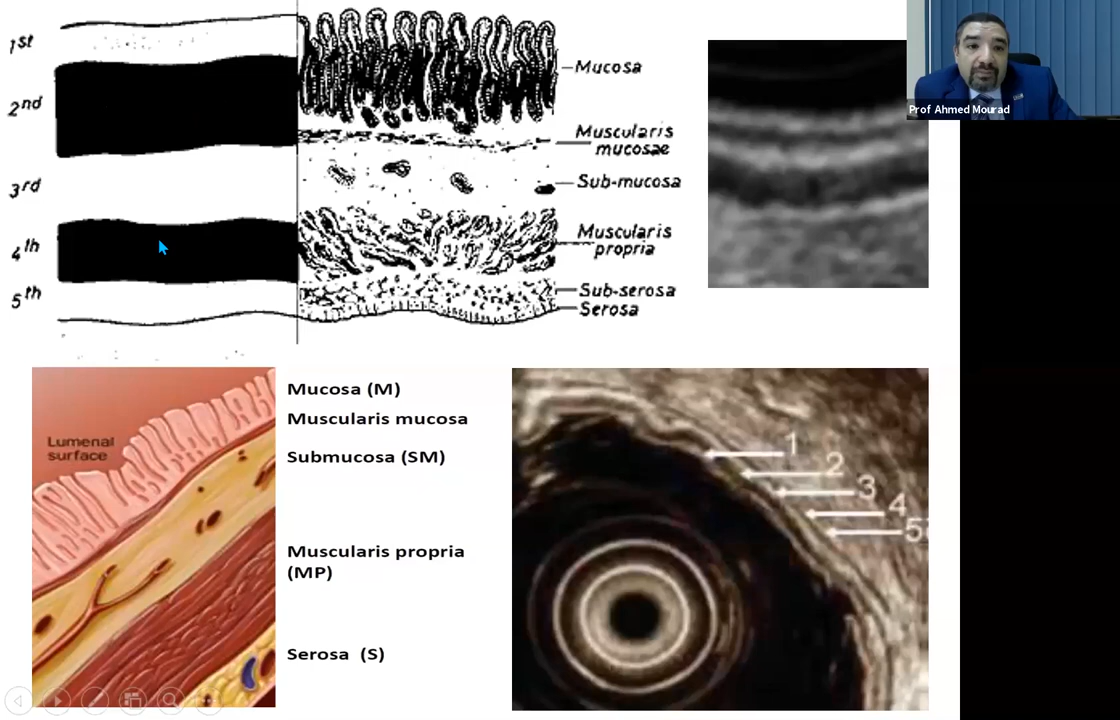 1st
2nd
3rd
4th
5th
Mucosa
Muscularis
mucosae
Sub-mucosa
Muscularis
propria
Sub-serosa
Serosa
Prof Ahmed Mourad
Lumenal
surface
Mucosa (M)
Muscularis mucosa
Submucosa (SM)
Muscularis propria
(MP)
Serosa (S)
1
2
3
4
5